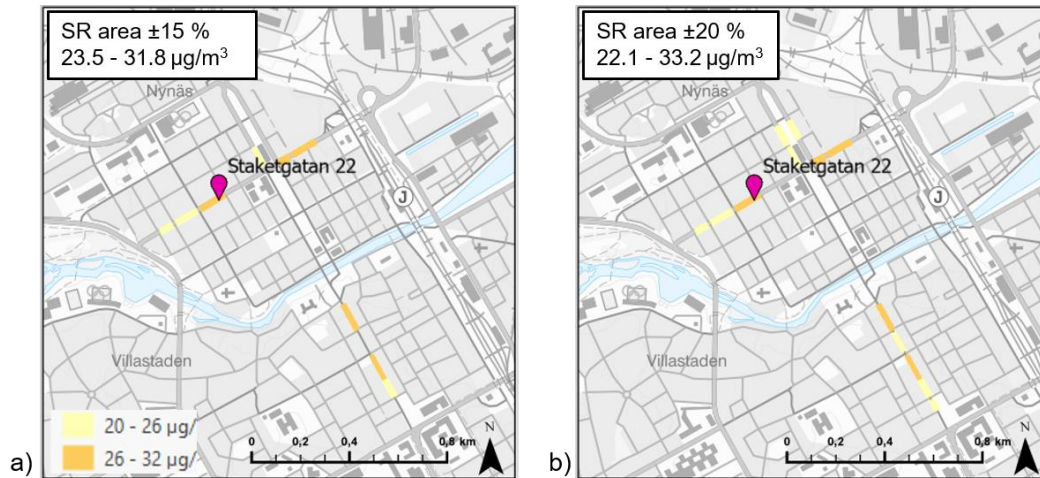 SR area ±15 %
23.5 - 31.8 µg/m³
Nynäs
Staketgatan 22
J
Villastaden
20 - 26 µg/
26 - 32 µg/
0 0,2 0,4 0,8 km
N
a)
SR area ±20 %
22.1 - 33.2 µg/m³
Nynäs
Staketgatan 22
J
Villastaden
0 0,2 0,4 0,8 km
N
b)